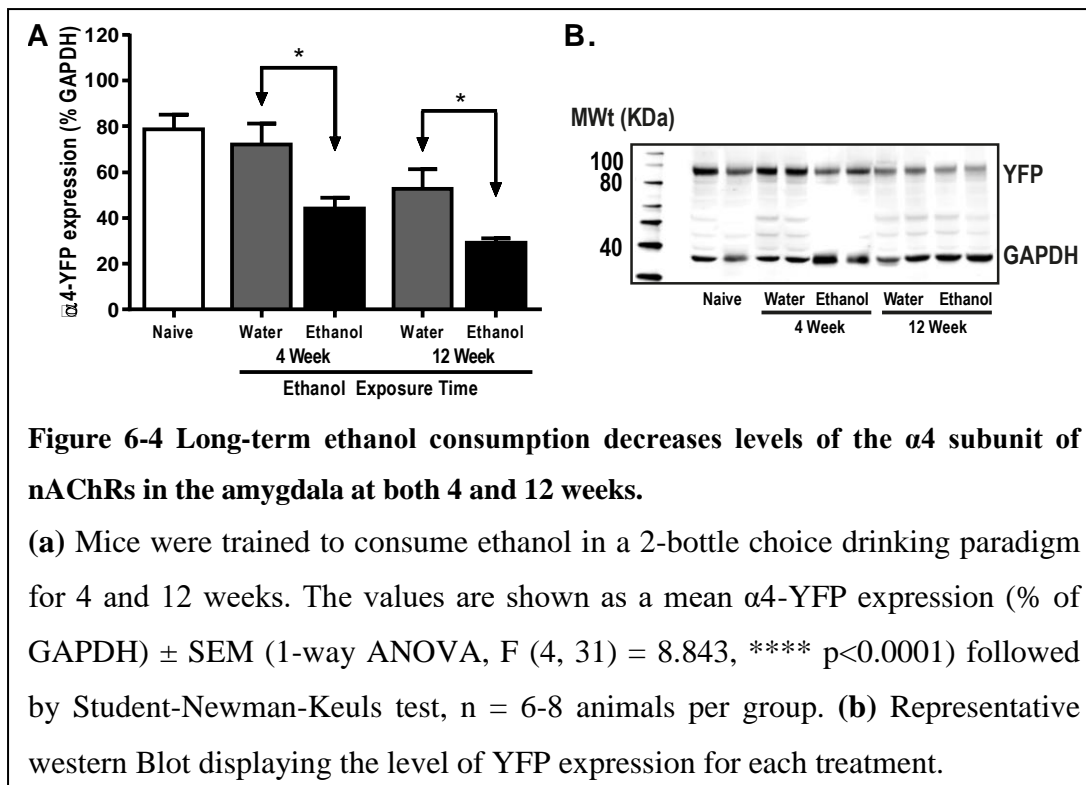 A
B.
α4-YFP expression (% GAPDH)
120
100
80
60
40
20
0
*
*
Naive
Water
Ethanol
Water
Ethanol
4 Week
12 Week
Ethanol Exposure Time
MWt (KDa)
100
80
40
YFP
GAPDH
Naive
Water
Ethanol
Water
Ethanol
4 Week
12 Week
Figure 6-4 Long-term ethanol consumption decreases levels of the α4 subunit of
nAChRs in the amygdala at both 4 and 12 weeks.
(a) Mice were trained to consume ethanol in a 2-bottle choice drinking paradigm
for 4 and 12 weeks. The values are shown as a mean α4-YFP expression (% of
GAPDH) ± SEM (1-way ANOVA, F (4, 31) = 8.843, **** p<0.0001) followed
by Student-Newman-Keuls test, n = 6-8 animals per group. (b) Representative
western Blot displaying the level of YFP expression for each treatment.